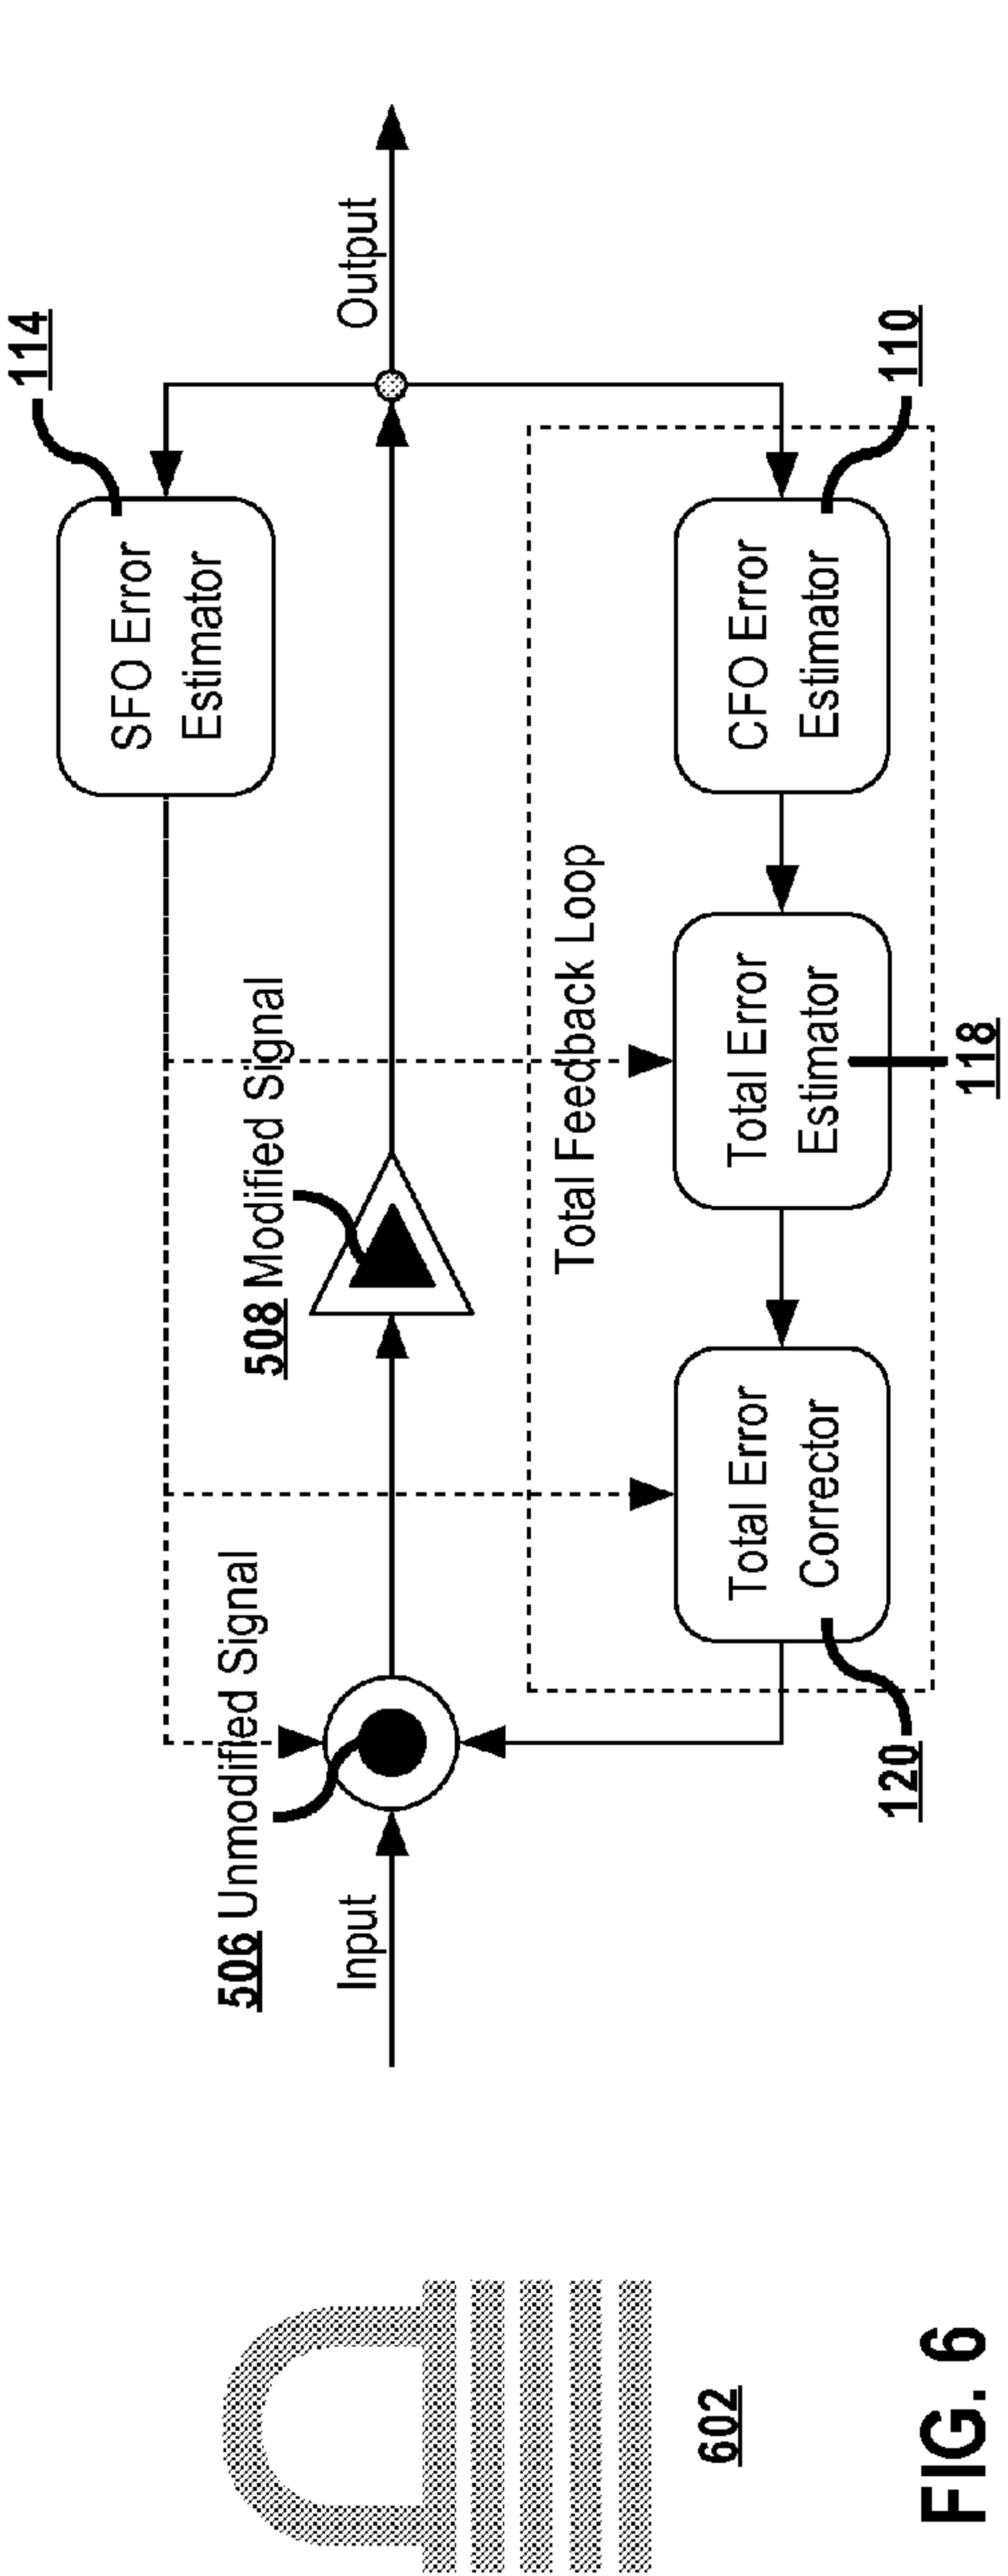 114
SFO Error
Estimator
Output
508 Modified Signal
506 Unmodified Signal
Input
Total Feedback Loop
Total Error
Corrector
Total Error
Estimator
CFO Error
Estimator
120
118
110
602
FIG. 6